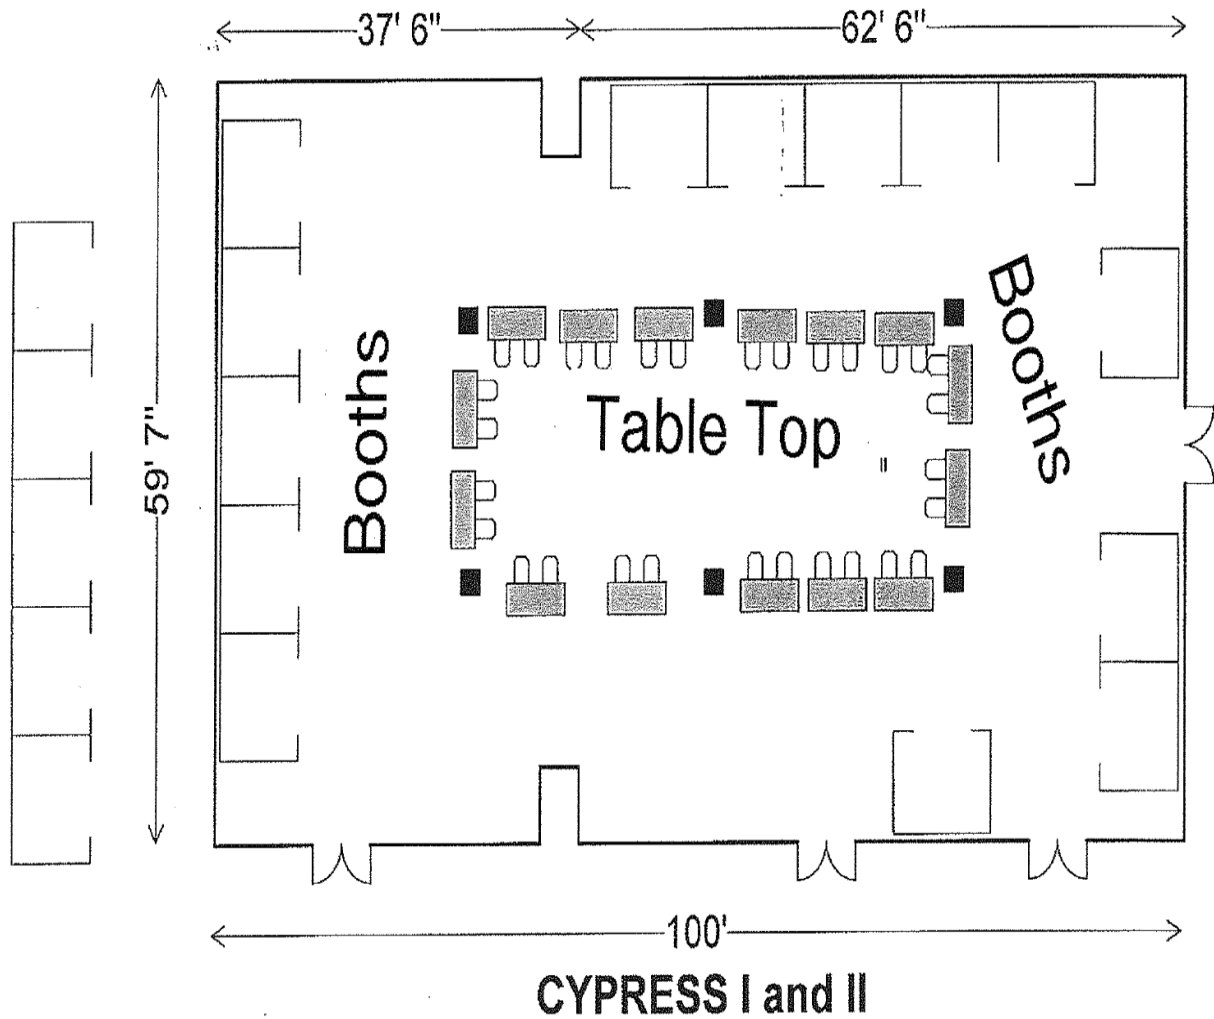 37' 6"
62' 6"
59' 7"
Booths
Table Top
Booths
100'
CYPRESS I and II